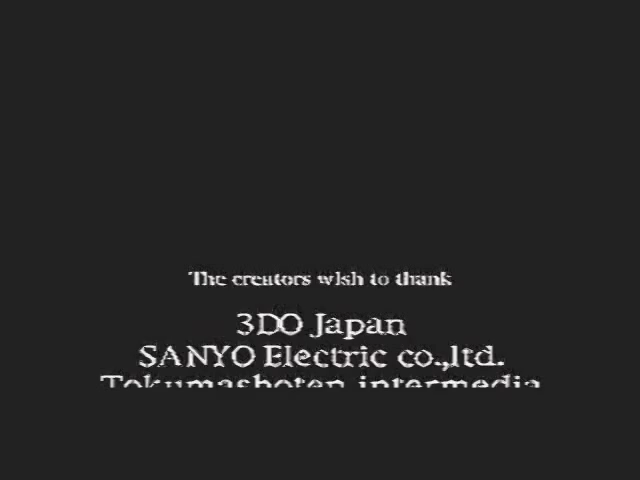 The creators wish to thank
3DO Japan
SANYO Electric co.,ltd.
Tokumashoten intermedia